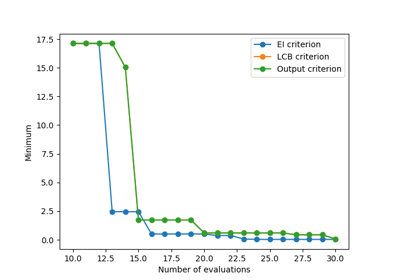 17.5
15.0
12.5
10.0
7.5
5.0
2.5
0.0
Minimum
EI criterion
LCB criterion
Output criterion
10.0 12.5 15.0 17.5 20.0 22.5 25.0 27.5 30.0
Number of evaluations